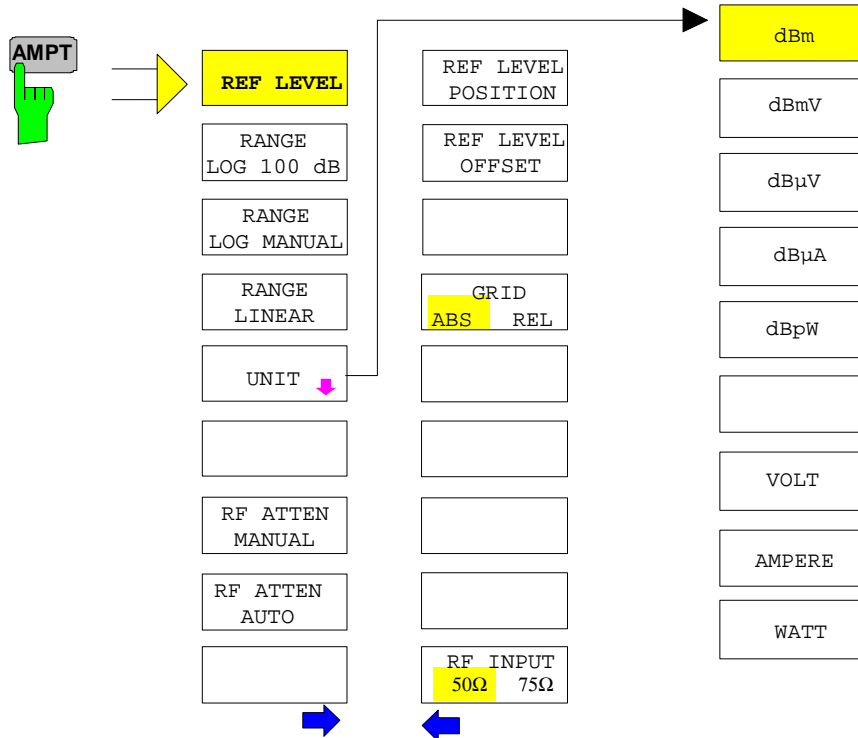 AMPT
REF LEVEL
RANGE
LOG 100 dB
RANGE
LOG MANUAL
RANGE
LINEAR
UNIT
RF ATTEN
MANUAL
RF ATTEN
AUTO
REF LEVEL
POSITION
REF LEVEL
OFFSET
GRID
ABS REL
RF INPUT
50Ω 75Ω
dBm
dBmV
dBµV
dBµA
dBpW
VOLT
AMPERE
WATT